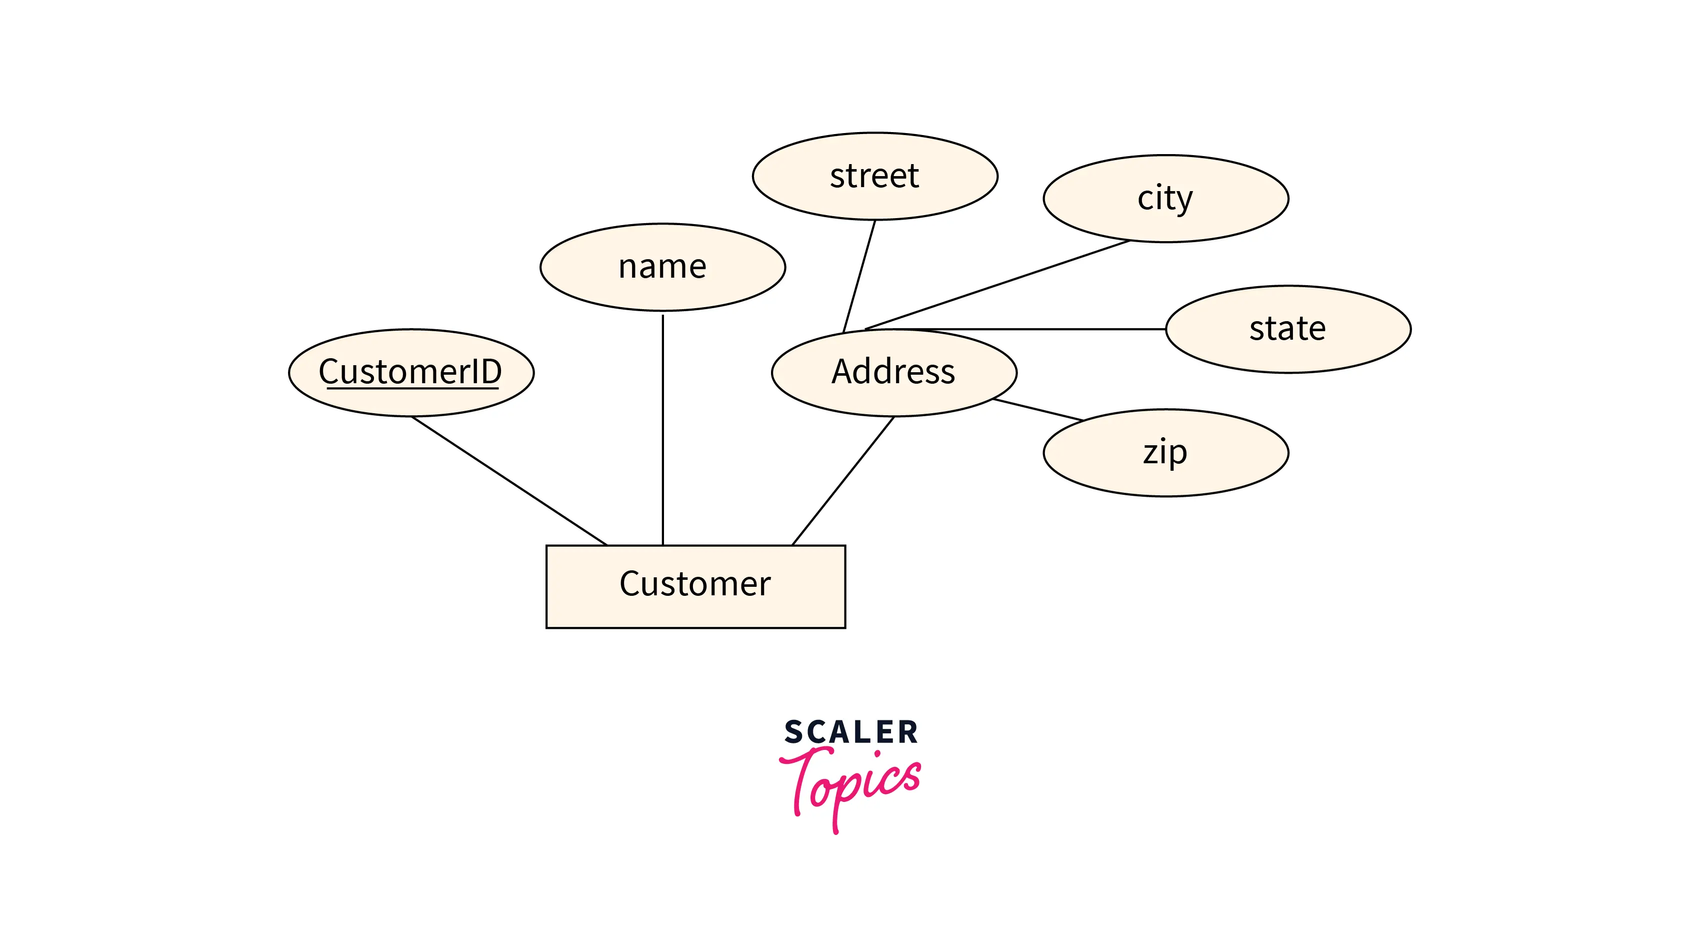 street
city
name
state
CustomerID
Address
zip
Customer
SCALER
Topics